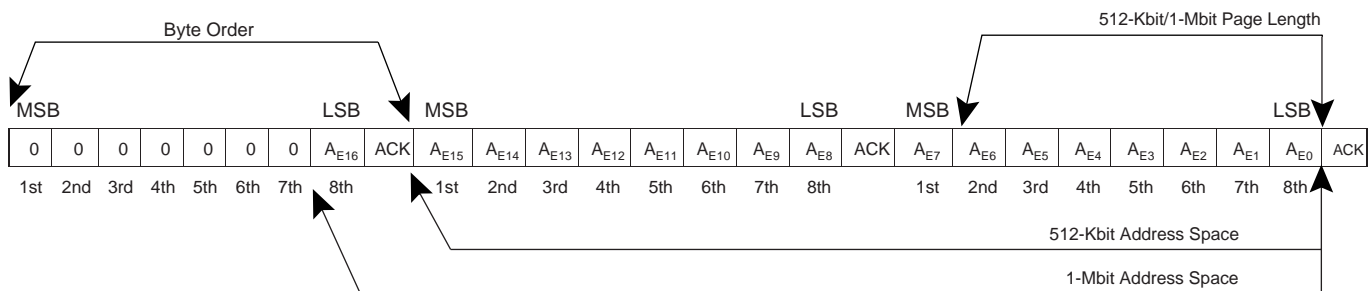 512-Kbit/1-Mbit Page Length
Byte Order
MSB LSB MSB LSB MSB LSB
0 0 0 0 0 0 0 AE16 ACK AE15 AE14 AE13 AE12 AE11 AE10 AE9 AE8 ACK AE7 AE6 AE5 AE4 AE3 AE2 AE1 AE0 ACK
1st 2nd 3rd 4th 5th 6th 7th 8th 1st 2nd 3rd 4th 5th 6th 7th 8th 1st 2nd 3rd 4th 5th 6th 7th 8th
512-Kbit Address Space
1-Mbit Address Space